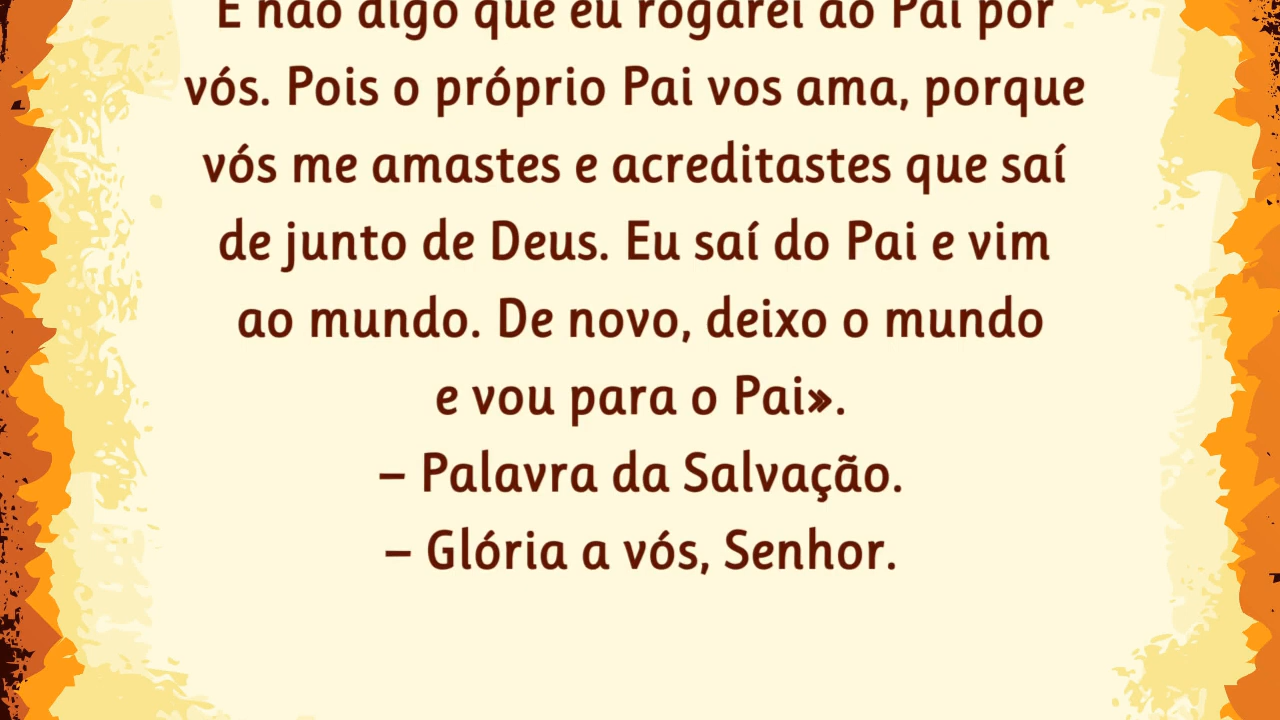 E não digo que eu rogarei ao Pai por
vós. Pois o próprio Pai vos ama, porque
vós me amastes e acreditastes que saí
de junto de Deus. Eu saí do Pai e vim
ao mundo. De novo, deixo o mundo
e vou para o Pai».
– Palavra da Salvação.
– Glória a vós, Senhor.